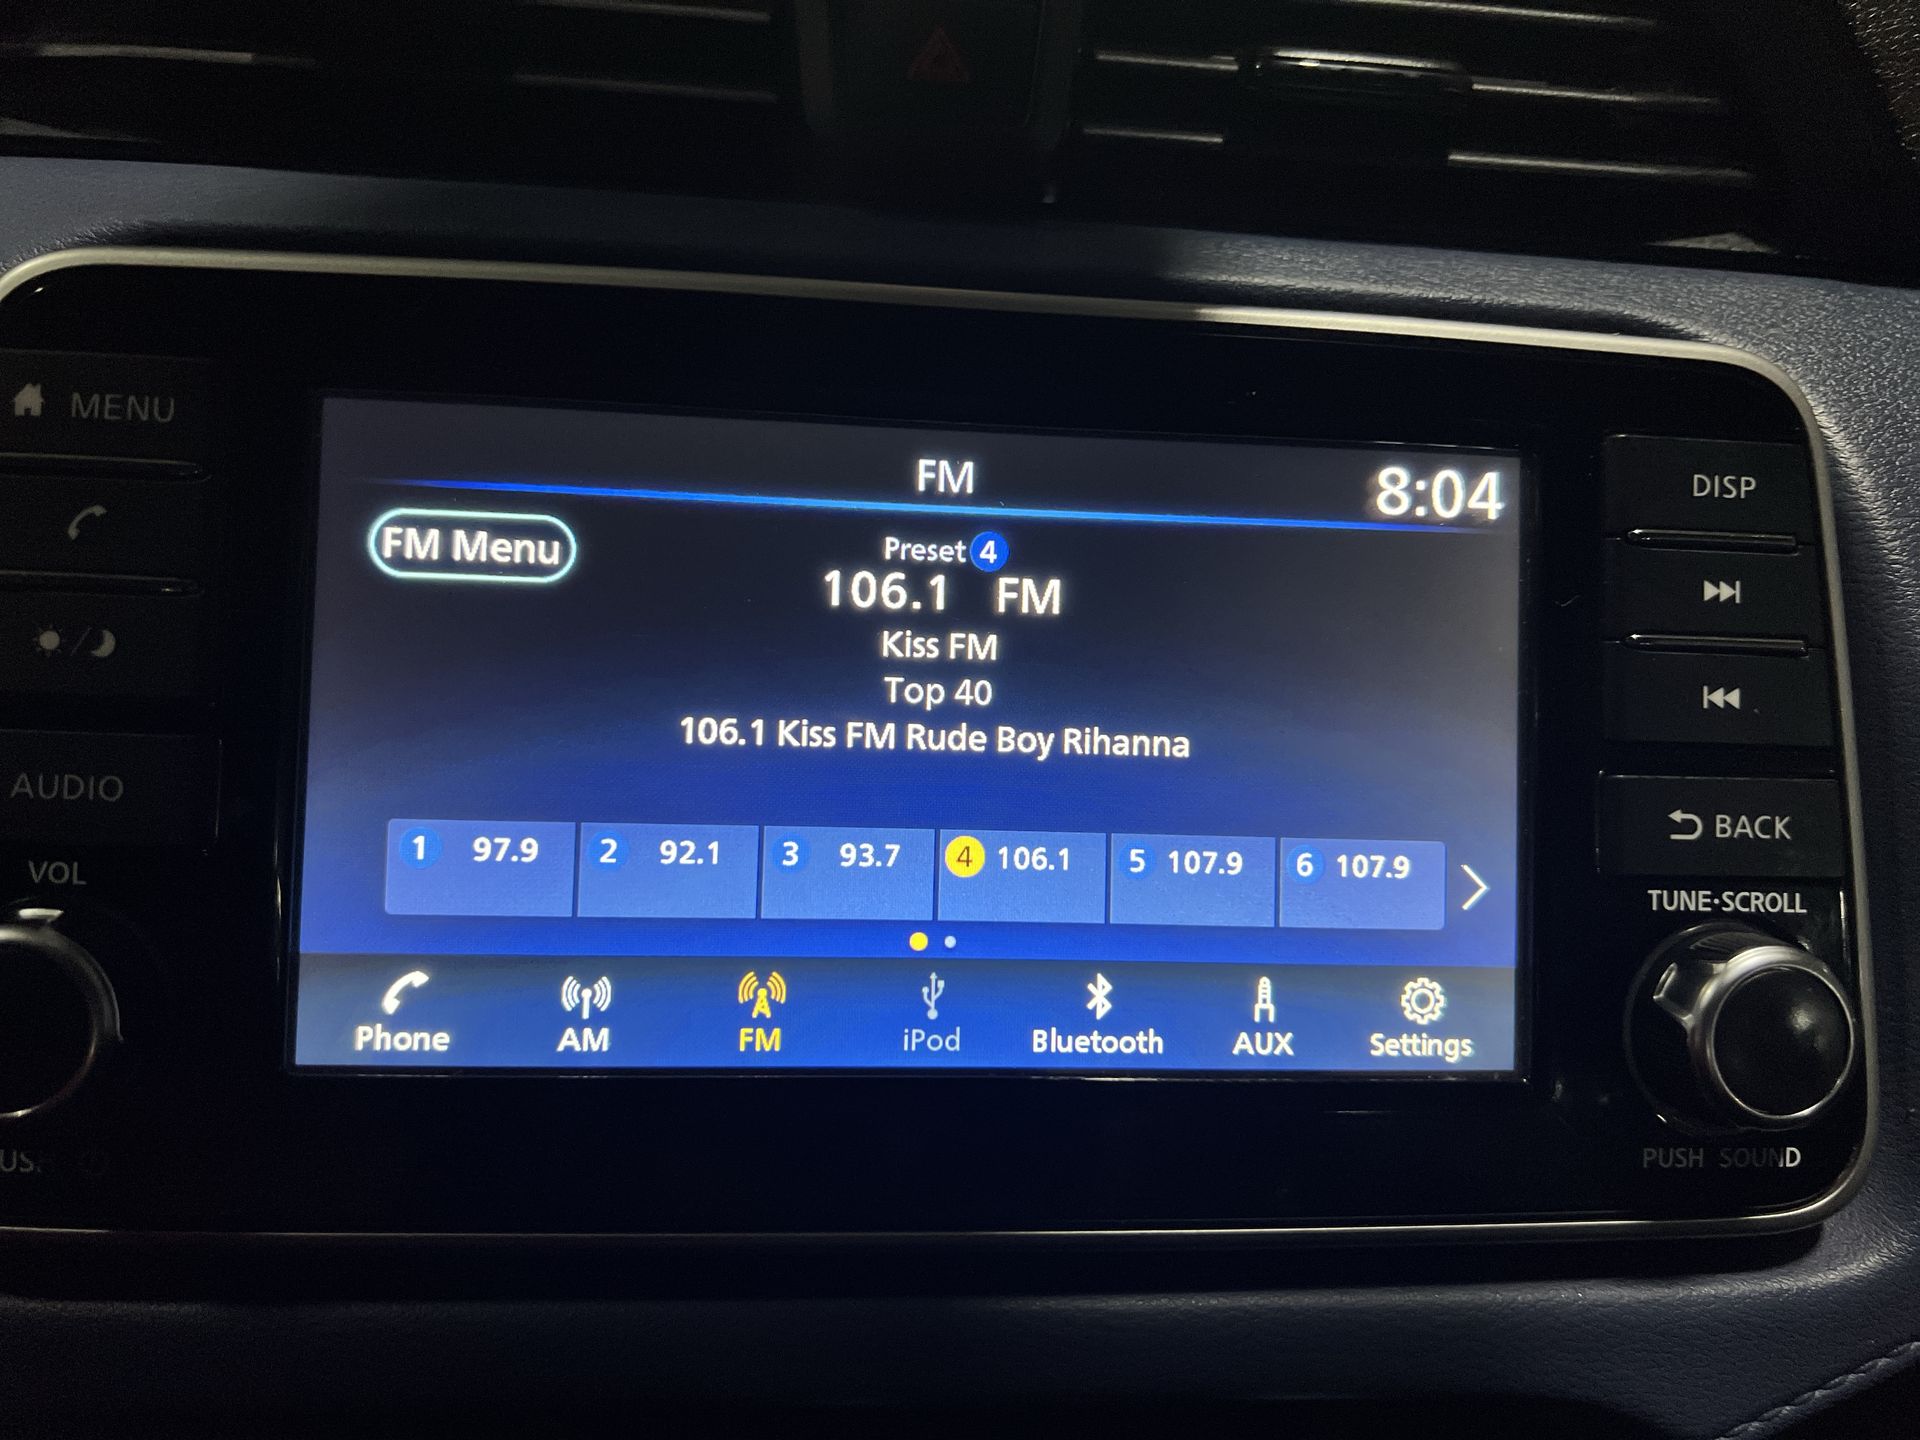 MENU
FM
8:04
DISP
FM Menu
Preset 4
106.1 FM
Kiss FM
Top 40
106.1 Kiss FM Rude Boy Rihanna
AUDIO
VOL
1 97.9
2 92.1
3 93.7
4 106.1
5 107.9
6 107.9
BACK
TUNE·SCROLL
Phone
AM
FM
iPod
Bluetooth
AUX
Settings
PUSH SOUND